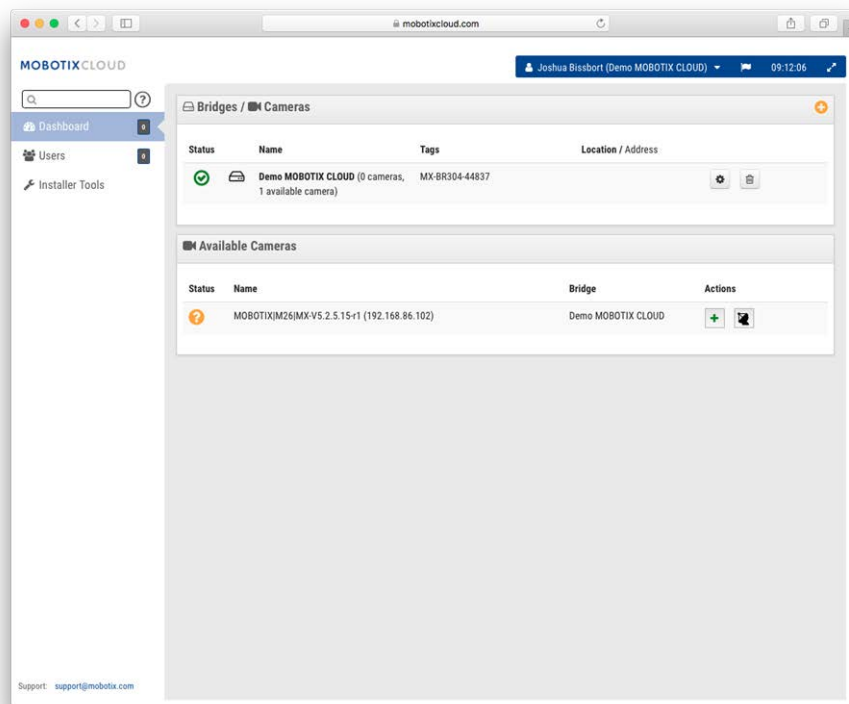 mobotixcloud.com
MOBOTIXCLOUD
Joshua Bissbort (Demo MOBOTIX CLOUD)
09:12:06
?
Dashboard
0
Users
0
Installer Tools
Bridges / Cameras
Status Name Tags Location / Address
Demo MOBOTIX CLOUD (0 cameras, MX-BR304-44837
1 available camera)
Available Cameras
Status Name Bridge Actions
? MOBOTIX|M26|MX-V5.2.5.15-r1 (192.168.86.102) Demo MOBOTIX CLOUD
Support: support@mobotix.com